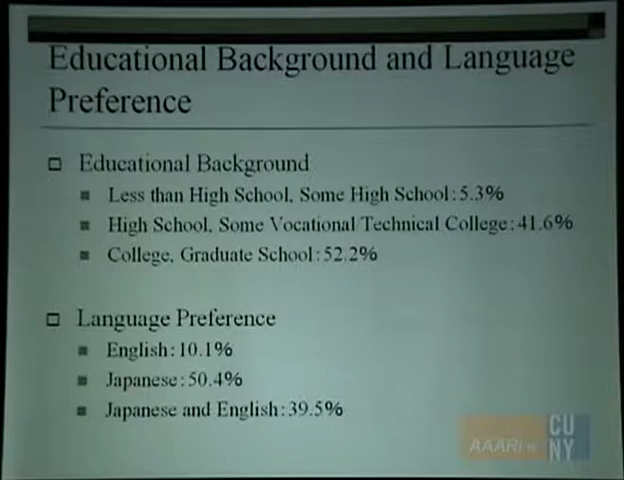 Educational Background and Language
Preference
Educational Background
Less than High School, Some High School:5.3%
High School, Some Vocational Technical College:41.6%
College, Graduate School:52.2%
Language Preference
English:10.1%
Japanese:50.4%
Japanese and English:39.5%
AAARI
CU
NY